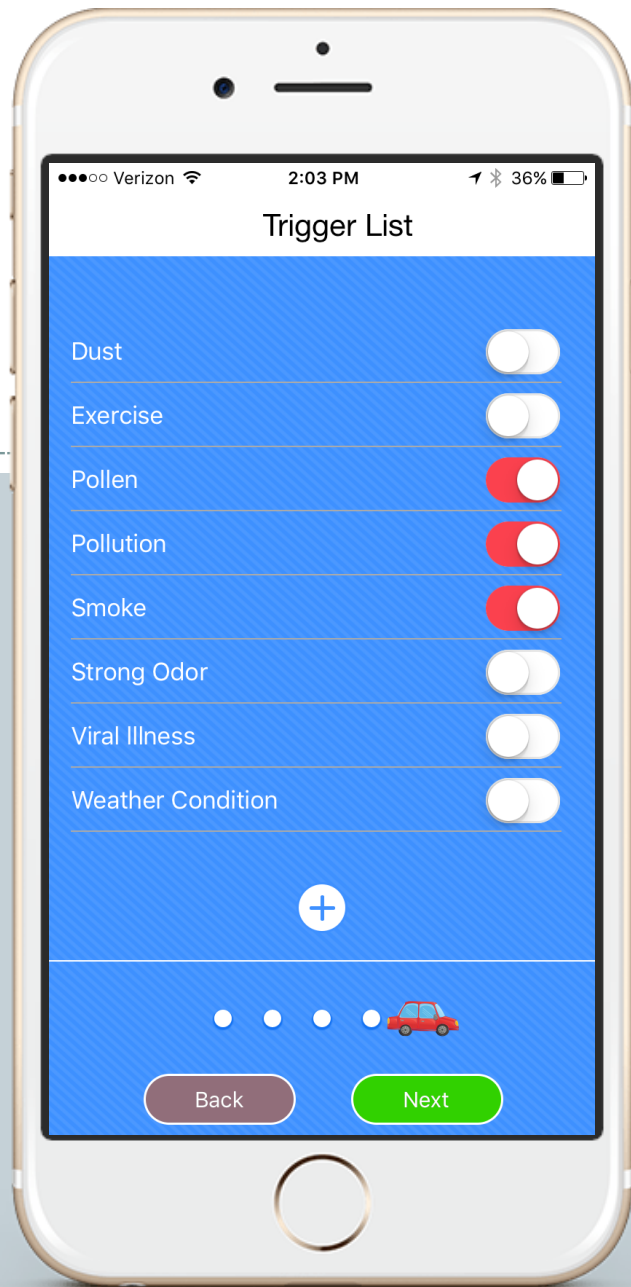 Verizon 2:03 PM 36%
Trigger List
Dust
Exercise
Pollen
Pollution
Smoke
Strong Odor
Viral Illness
Weather Condition
+
Back Next